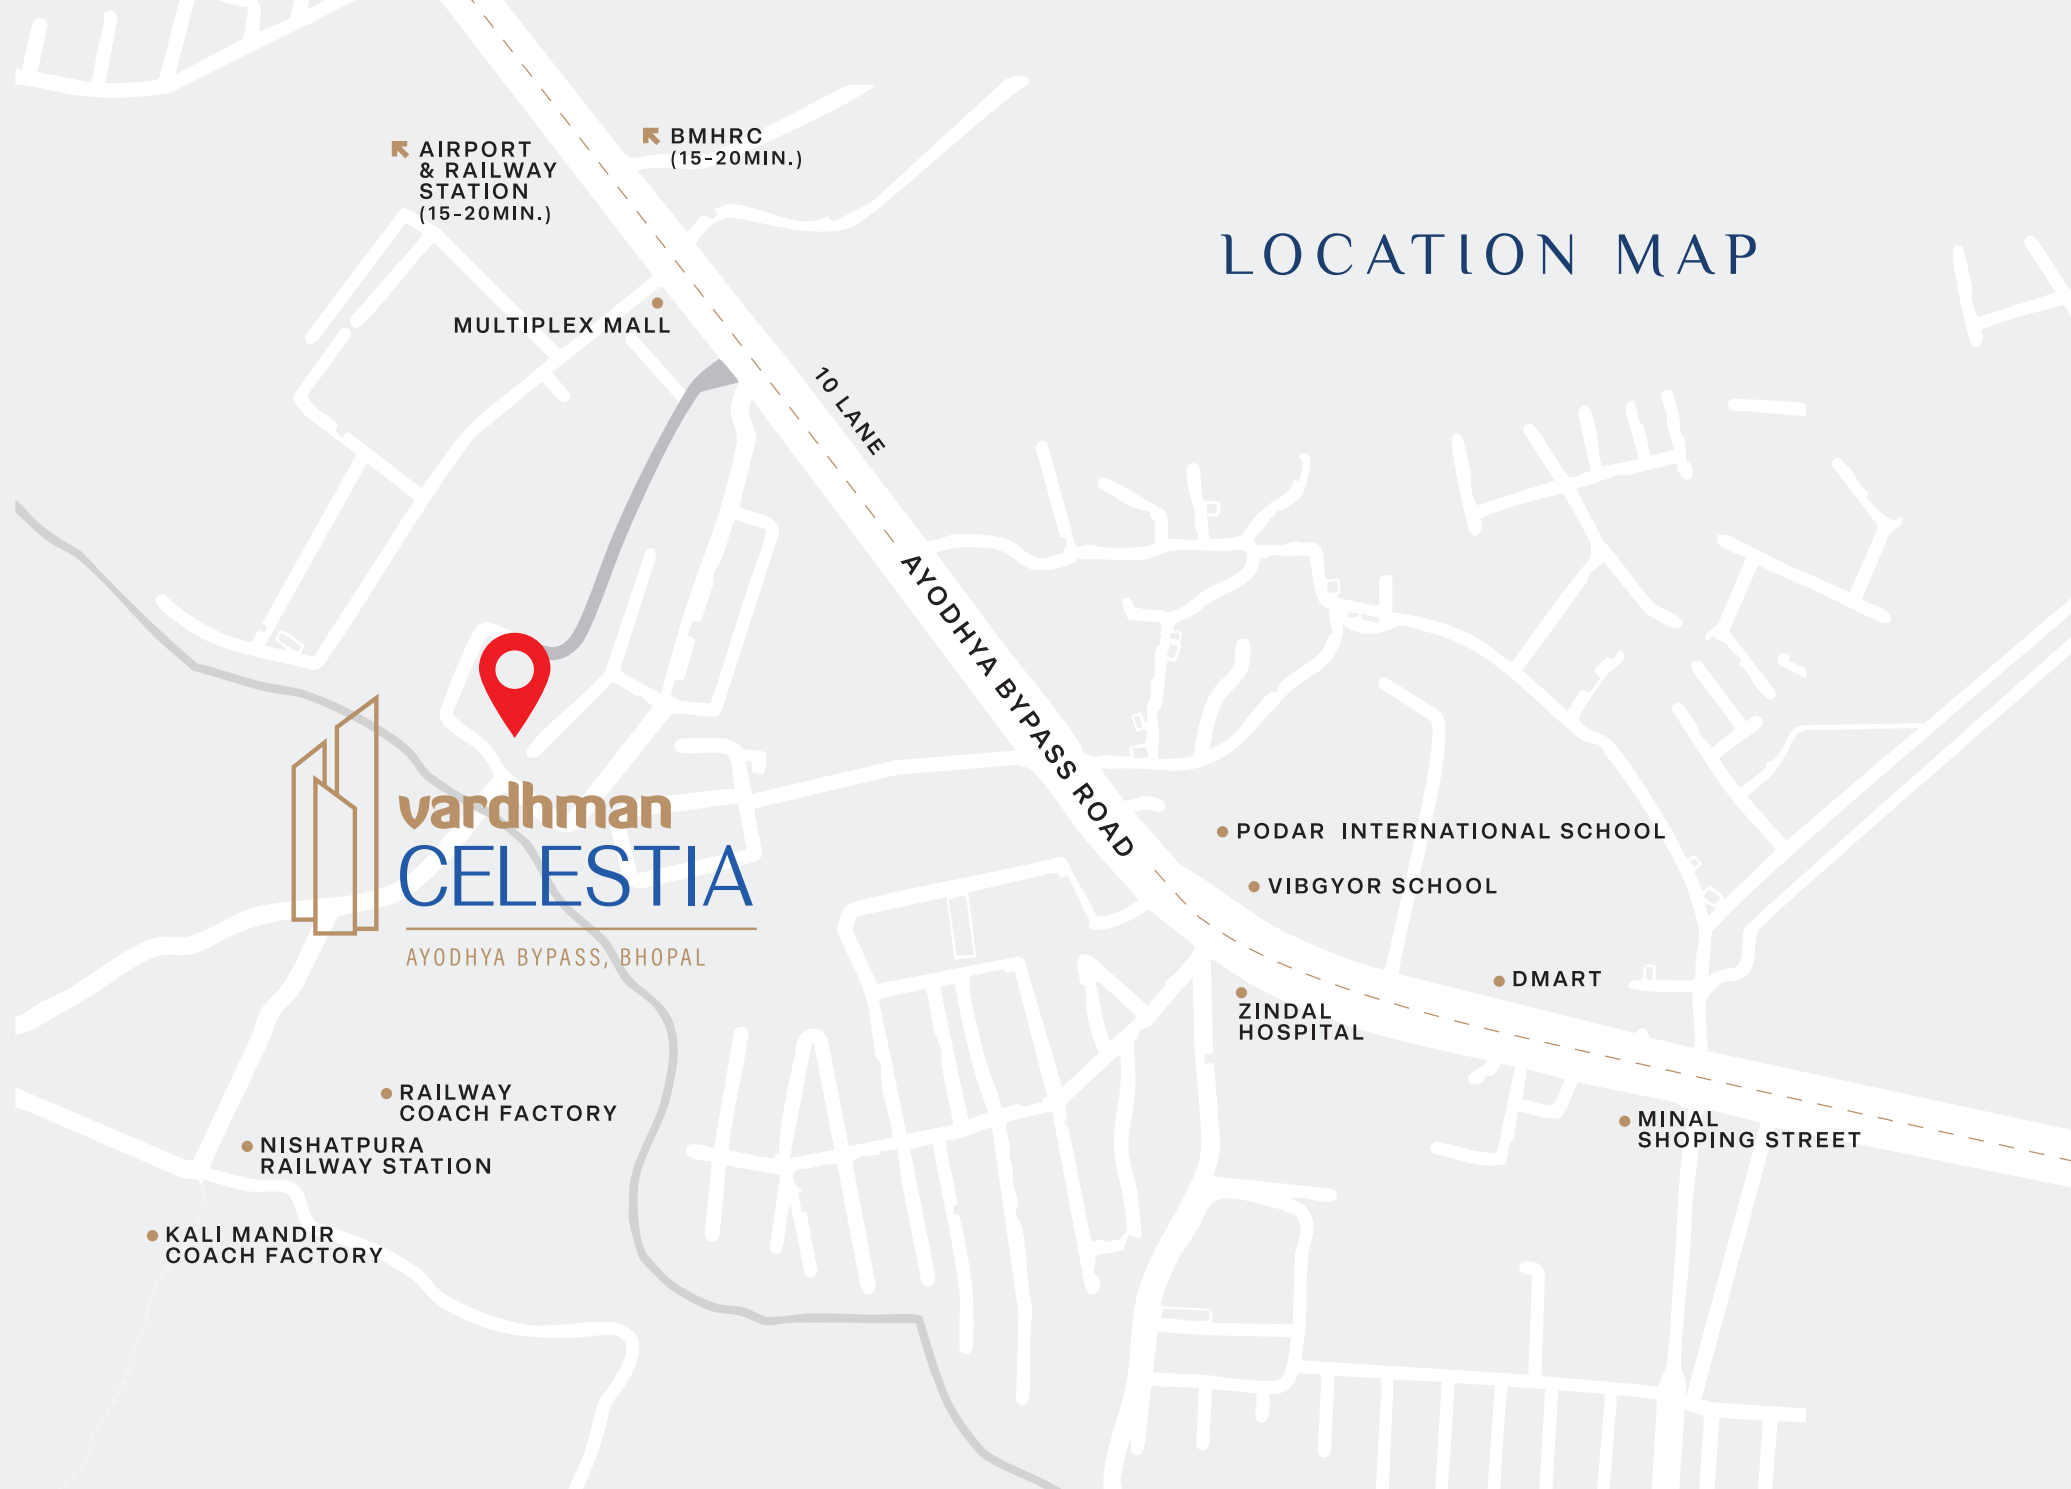 AIRPORT
& RAILWAY
STATION
(15-20MIN.)
BMHRC
(15-20MIN.)
LOCATION MAP
MULTIPLEX MALL
10 LANE
AYODHYA BYPASS ROAD
vardhman
CELESTIA
AYODHYA BYPASS, BHOPAL
PODAR INTERNATIONAL SCHOOL
VIBGYOR SCHOOL
DMART
ZINDAL
HOSPITAL
RAILWAY
COACH FACTORY
MINAL
SHOPING STREET
NISHATPURA
RAILWAY STATION
KALI MANDIR
COACH FACTORY